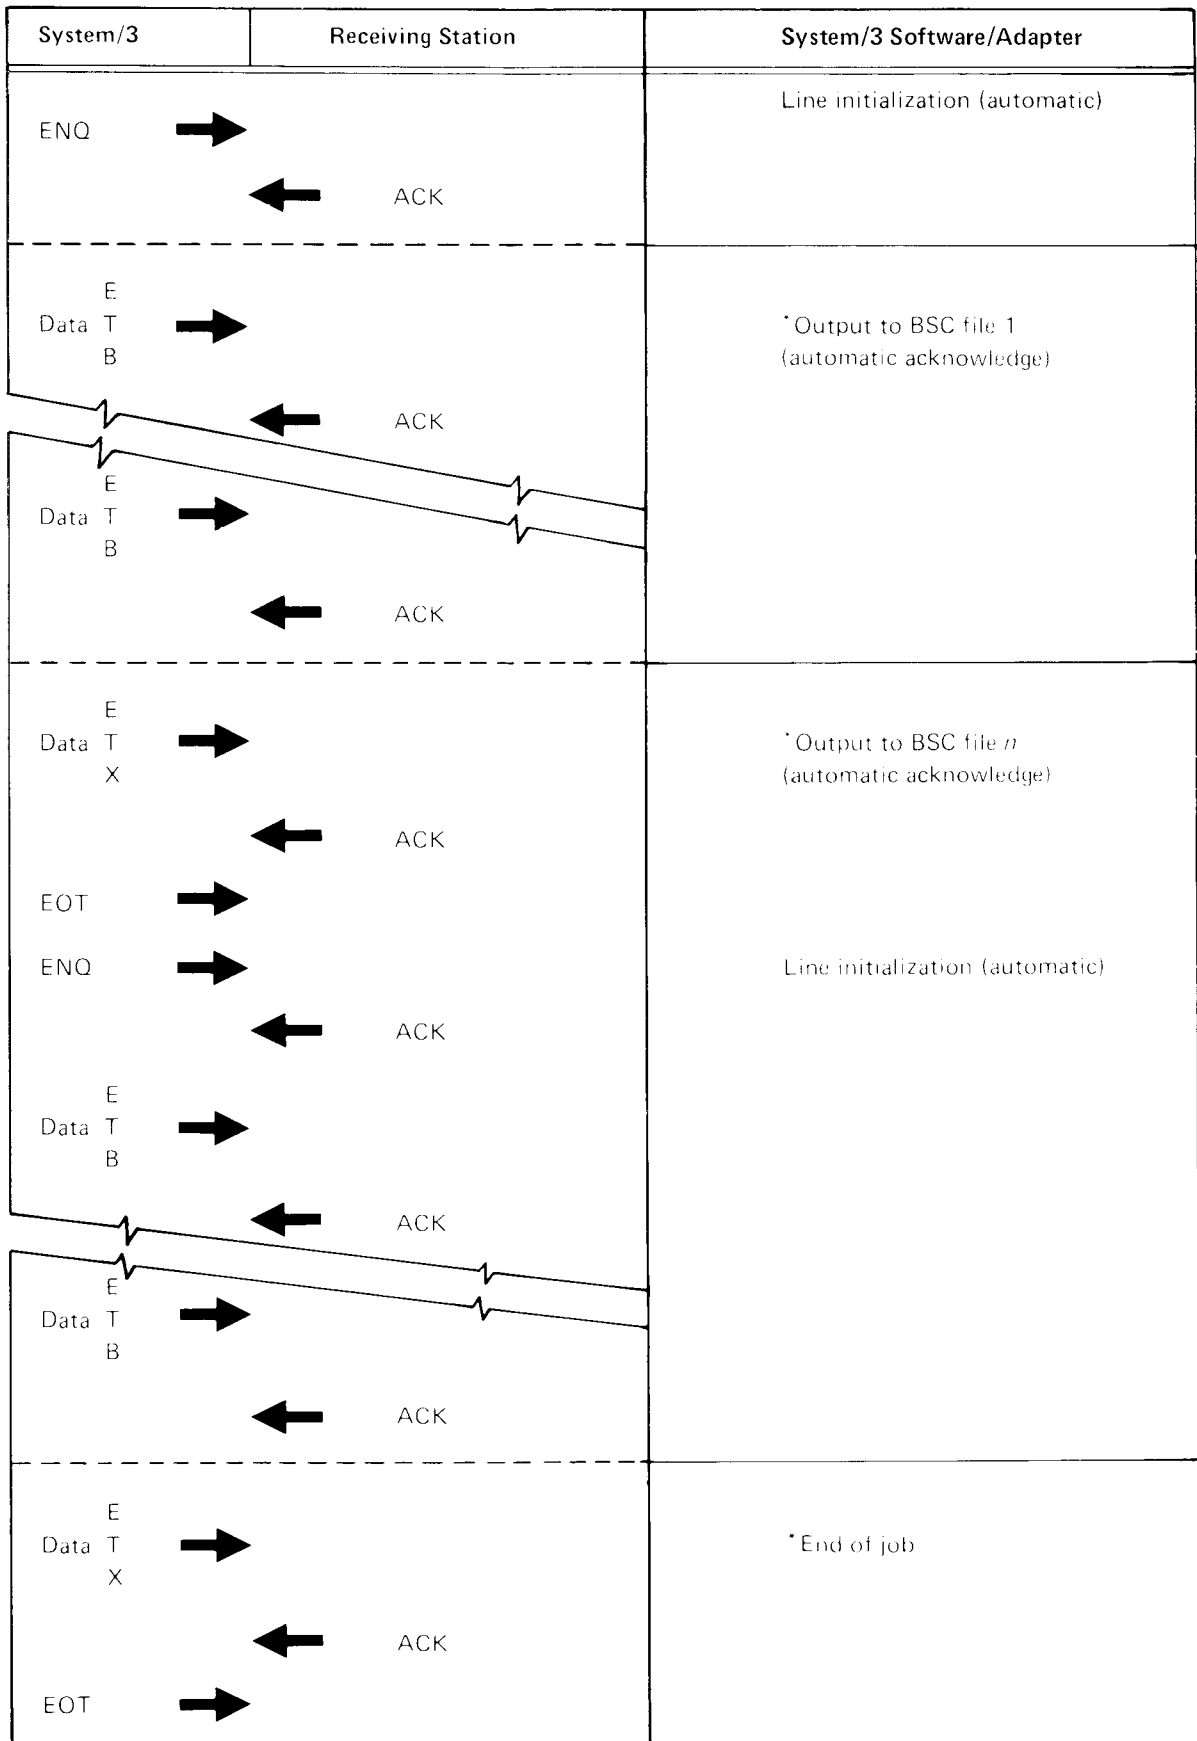 System/3 Receiving Station System/3 Software/Adapter
Line initialization (automatic)
ENQ
ACK
E
Data T
B
*Output to BSC file 1
(automatic acknowledge)
ACK
E
Data T
B
ACK
E
Data T
X
*Output to BSC file n
(automatic acknowledge)
ACK
EOT
ENQ Line initialization (automatic)
ACK
E
Data T
B
ACK
E
Data T
B
ACK
E
Data T
X
*End of job
ACK
EOT